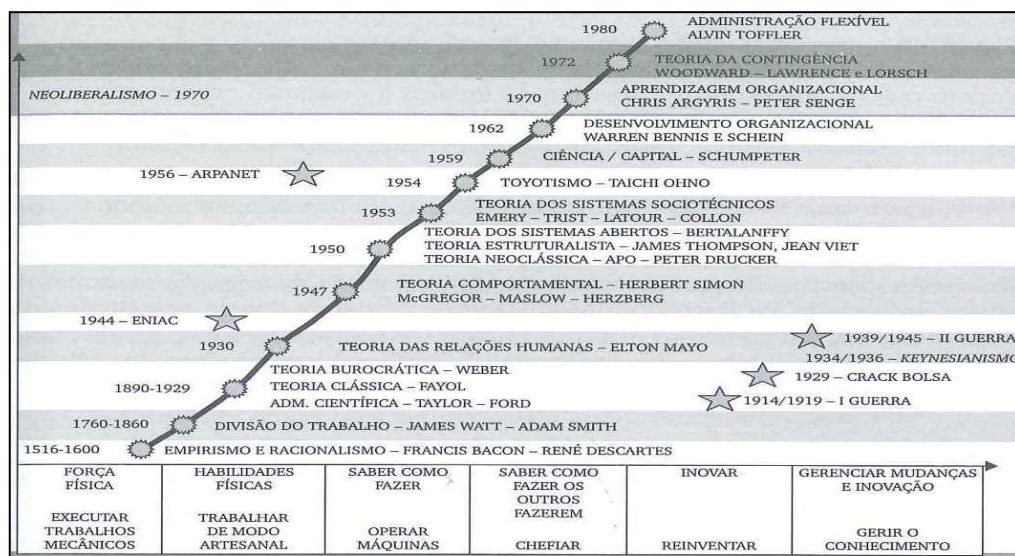 1980
ADMINISTRAÇÃO FLEXÍVEL
ALVIN TOFFLER
1972
TEORIA DA CONTINGÊNCIA
WOODWARD – LAWRENCE e LORSCH
NEOLIBERALISMO – 1970
1970
APRENDIZAGEM ORGANIZACIONAL
CHRIS ARGYRIS – PETER SENGE
1962
DESENVOLVIMENTO ORGANIZACIONAL
WARREN BENNIS E SCHEIN
1959
CIÊNCIA / CAPITAL – SCHUMPETER
1956 – ARPANET
1954
TOYOTISMO – TAICHI OHNO
1953
TEORIA DOS SISTEMAS SOCIOTÉCNICOS
EMERY – TRIST – LATOUR – COLLON
1950
TEORIA DOS SISTEMAS ABERTOS – BERTALANFFY
TEORIA ESTRUTURALISTA – JAMES THOMPSON, JEAN VIET
TEORIA NEOCLÁSSICA – APO – PETER DRUCKER
1947
TEORIA COMPORTAMENTAL – HERBERT SIMON
McGREGOR – MASLOW – HERZBERG
1944 – ENIAC
1930
TEORIA DAS RELAÇÕES HUMANAS – ELTON MAYO
1939/1945 – II GUERRA
1934/1936 – KEYNESIANISMO
1890-1929
TEORIA BUROCRÁTICA – WEBER
TEORIA CLÁSSICA – FAYOL
ADM. CIENTÍFICA – TAYLOR – FORD
1929 – CRACK BOLSA
1914/1919 – I GUERRA
1760-1860
DIVISÃO DO TRABALHO – JAMES WATT – ADAM SMITH
1516-1600
EMPIRISMO E RACIONALISMO – FRANCIS BACON – RENÉ DESCARTES
FORÇA
FÍSICA
EXECUTAR
TRABALHOS
MECÂNICOS
HABILIDADES
FÍSICAS
TRABALHAR
DE MODO
ARTESANAL
SABER COMO
FAZER
OPERAR
MÁQUINAS
SABER COMO
FAZER OS
OUTROS
FAZEREM
CHEFIAR
INOVAR
REINVENTAR
GERENCIAR MUDANÇAS
E INOVAÇÃO
GERIR O
CONHECIMENTO